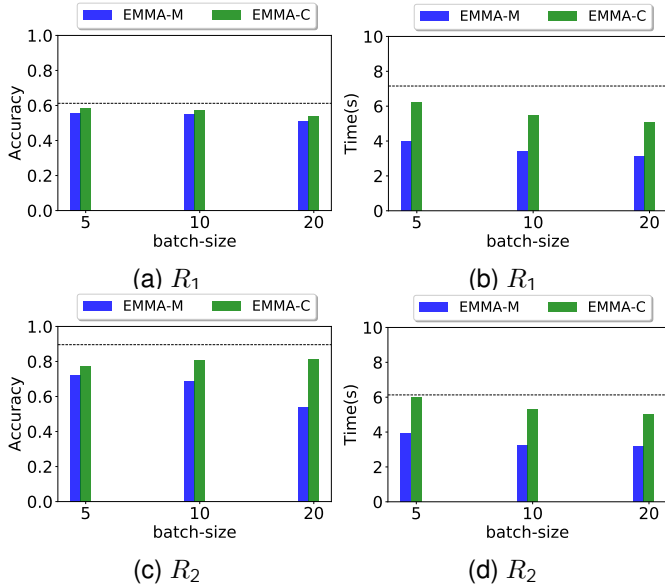 EMMA-M EMMA-C
1.0
0.8
0.6
0.4
0.2
0.0
Accuracy
5 10 20
batch-size
(a) R1
EMMA-M EMMA-C
10
8
6
4
2
0
Time(s)
5 10 20
batch-size
(b) R1
EMMA-M EMMA-C
1.0
0.8
0.6
0.4
0.2
0.0
Accuracy
5 10 20
batch-size
(c) R2
EMMA-M EMMA-C
10
8
6
4
2
0
Time(s)
5 10 20
batch-size
(d) R2